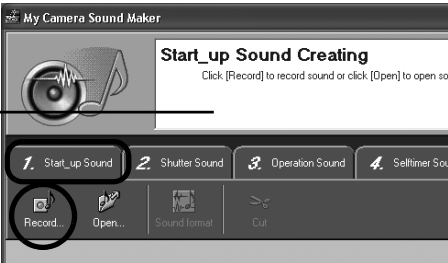 My Camera Sound Maker
Start_up Sound Creating
Click [Record] to record sound or click [Open] to open so
1. Start_up Sound 2. Shutter Sound 3. Operation Sound 4. Selftimer Sou
Record... Open... Sound format Cut